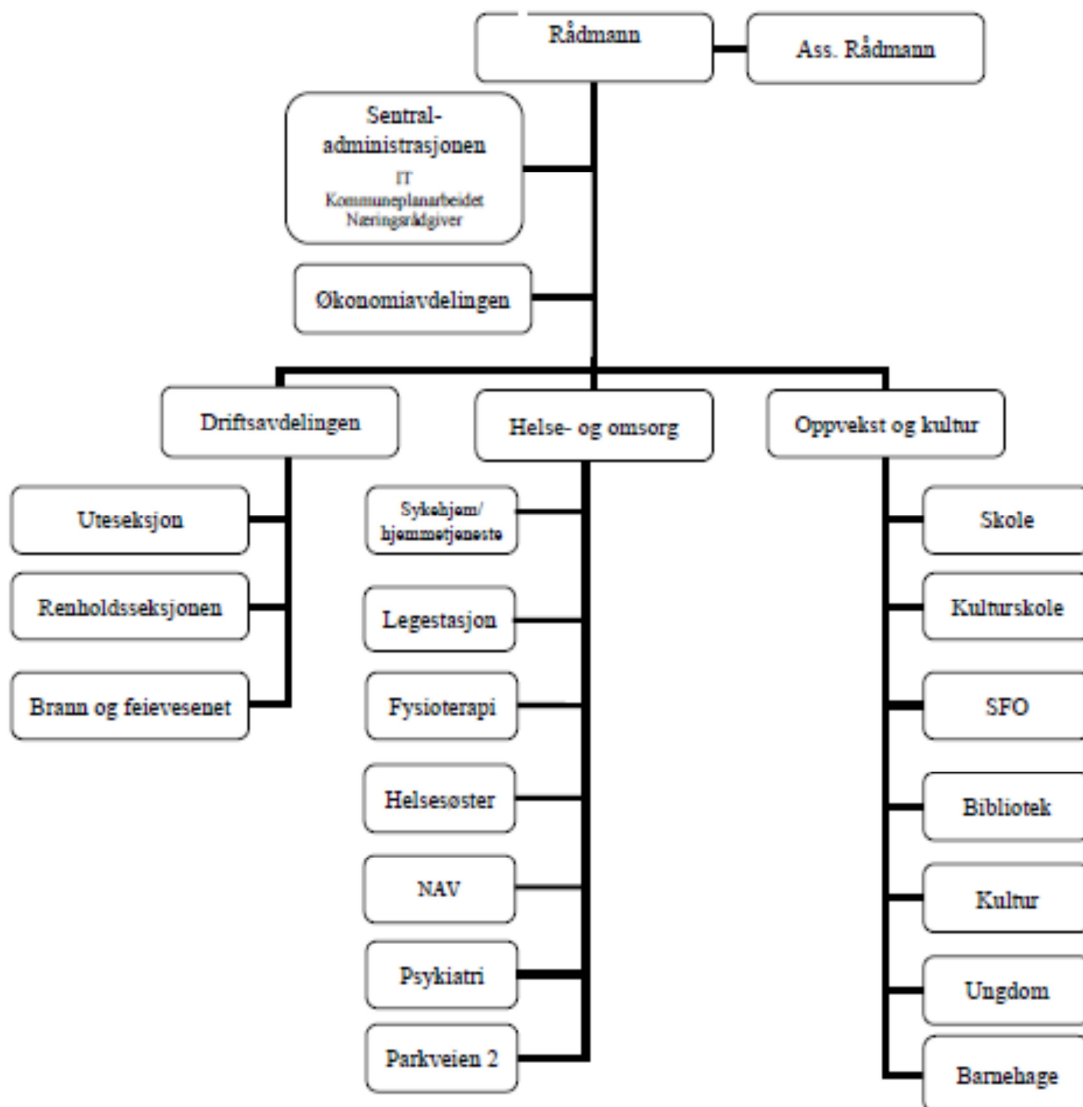 Rådmann
Ass. Rådmann
Sentral-
administrasjonen
IT
Kommuneplanarbeidet
Næringsrådgiver
Økonomiavdelingen
Driftsavdelingen
Helse- og omsorg
Oppvekst og kultur
Uteseksjon
Renholdsseksjonen
Brann og feievesenet
Sykehjem/
hjemmetjeneste
Legestasjon
Fysioterapi
Helsesøster
NAV
Psykiatri
Parkveien 2
Skole
Kulturskole
SFO
Bibliotek
Kultur
Ungdom
Barnehage